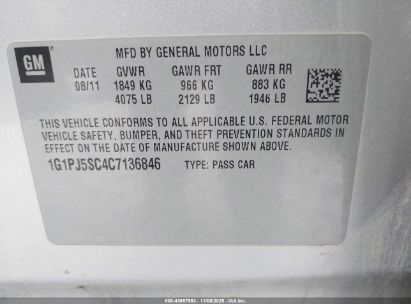 GM
MFD BY GENERAL MOTORS LLC
DATE GVWR GAWR FRT GAWR RR
08/11 1849 KG 966 KG 883 KG
4075 LB 2129 LB 1946 LB
THIS VEHICLE CONFORMS TO ALL APPLICABLE U.S. FEDERAL MOTOR
VEHICLE SAFETY, BUMPER, AND THEFT PREVENTION STANDARDS IN
EFFECT ON THE DATE OF MANUFACTURE SHOWN ABOVE.
1G1PJ5SC4C7136846 TYPE: PASS CAR